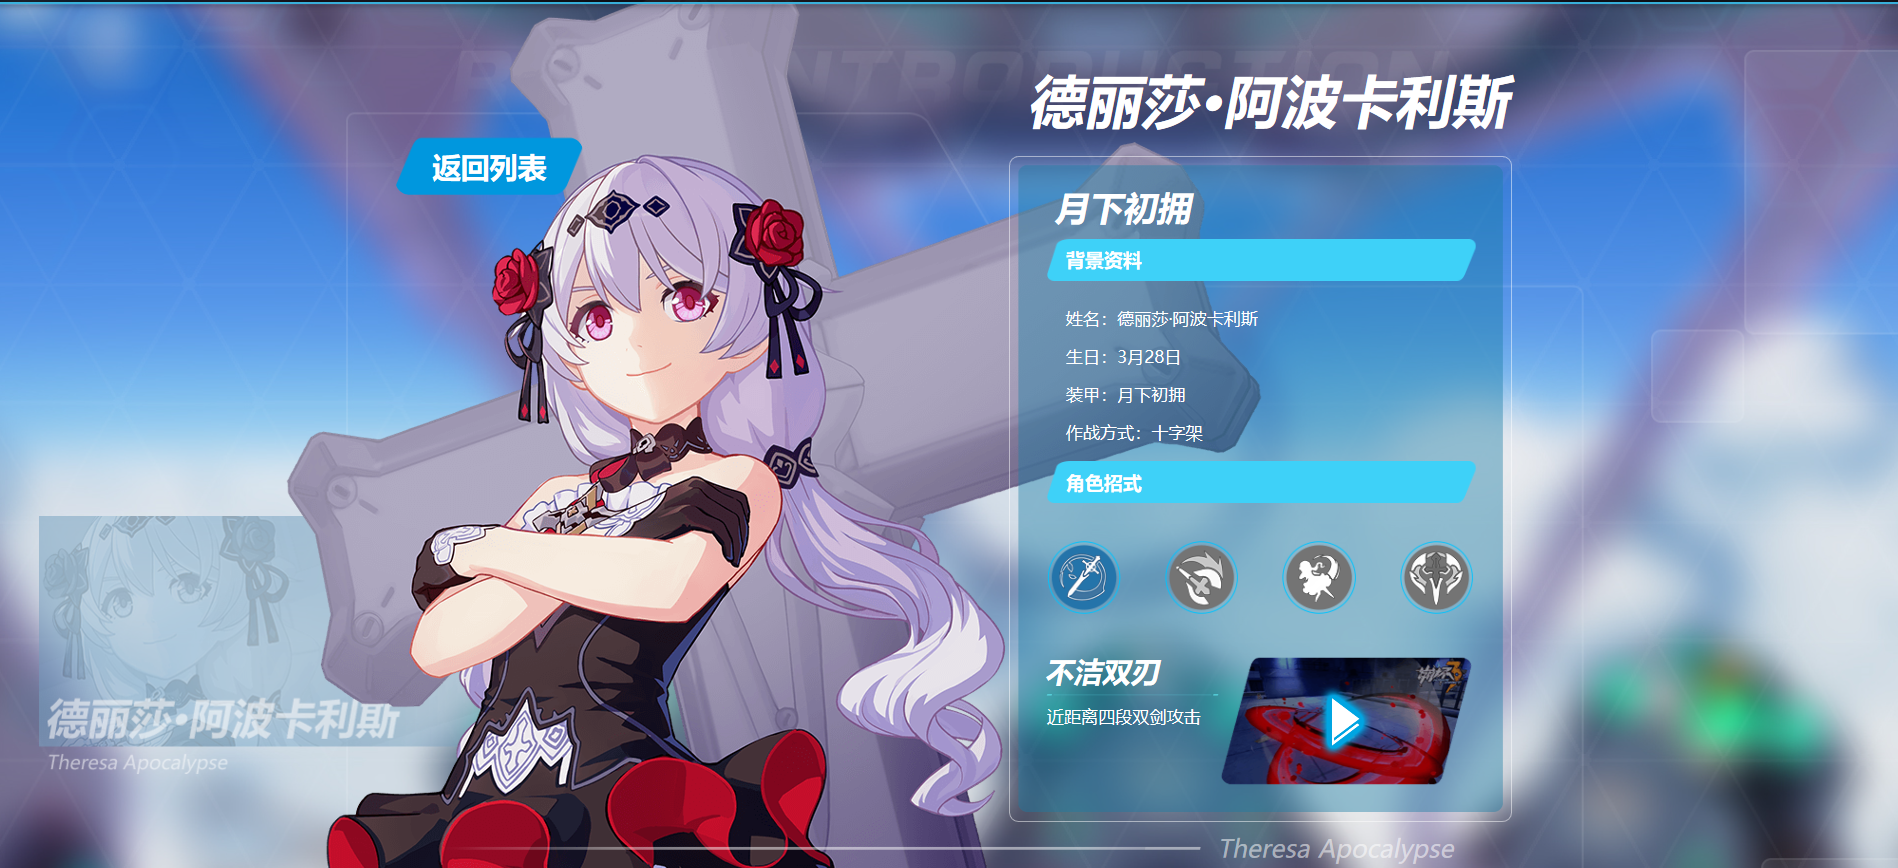 德丽莎·阿波卡利斯
返回列表
月下初拥
背景资料
姓名：德丽莎·阿波卡利斯
生日：3月28日
装甲：月下初拥
作战方式：十字架
角色招式
不洁双刃
近距离四段双剑攻击
德丽莎·阿波卡利斯
Theresa Apocalypse
Theresa Apocalypse